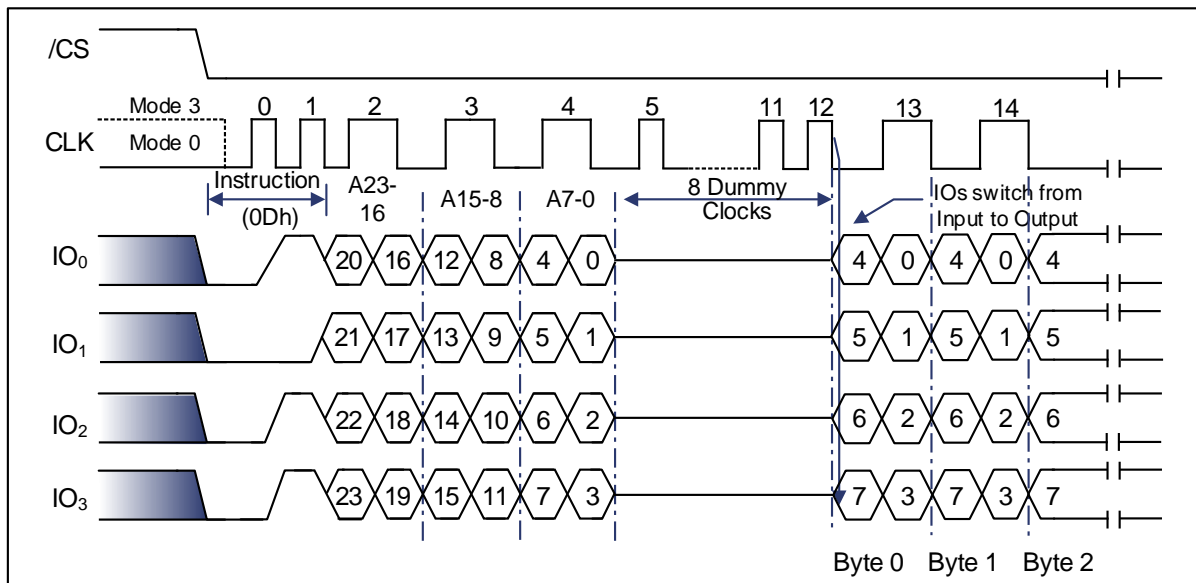 /CS
Mode 3
0 1 2 3 4 5 11 12 13 14
CLK
Mode 0
Instruction
(0Dh)
A23-
16
A15-8
A7-0
8 Dummy
Clocks
IOs switch from
Input to Output
IO₀
20 16 12 8 4 0 4 0 4 0 4
IO₁
21 17 13 9 5 1 5 1 5 1 5
IO₂
22 18 14 10 6 2 6 2 6 2 6
IO₃
23 19 15 11 7 3 7 3 7 3 7
Byte 0 Byte 1 Byte 2